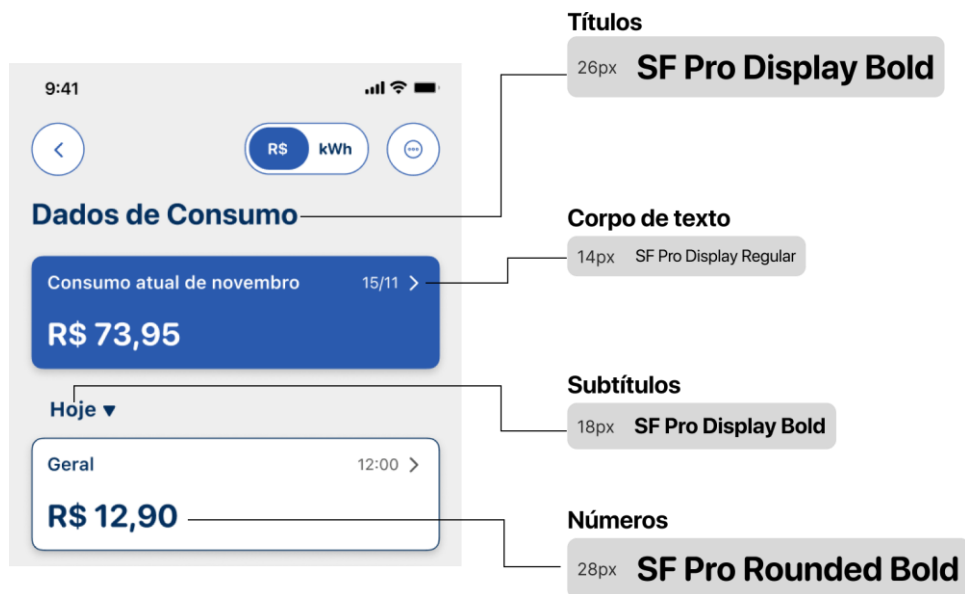 Títulos
26px SF Pro Display Bold
9:41
R$ kWh
Dados de Consumo
Corpo de texto
14px SF Pro Display Regular
Consumo atual de novembro 15/11
R$ 73,95
Subtítulos
18px SF Pro Display Bold
Hoje
Geral 12:00
R$ 12,90
Números
28px SF Pro Rounded Bold